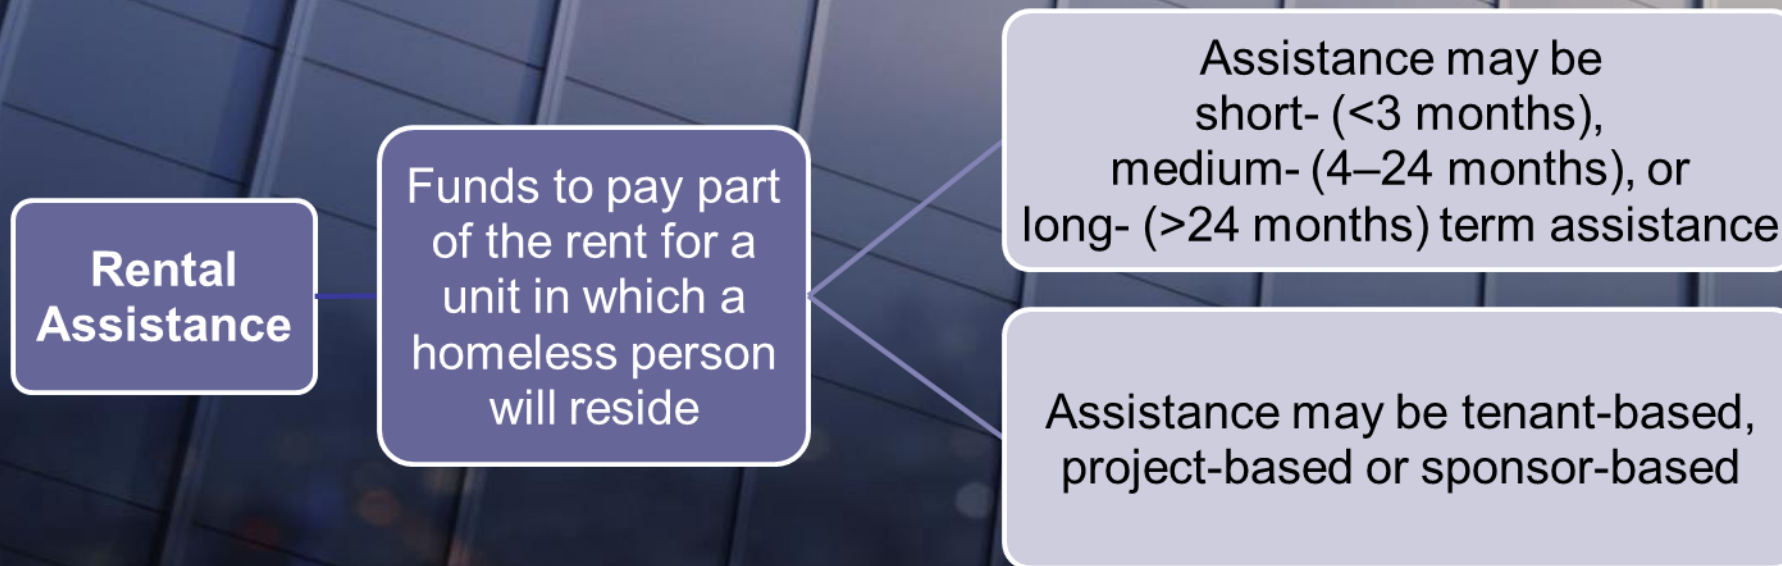 Rental
Assistance
Funds to pay part
of the rent for a
unit in which a
homeless person
will reside
Assistance may be
short- (<3 months),
medium- (4–24 months), or
long- (>24 months) term assistance
Assistance may be tenant-based,
project-based or sponsor-based